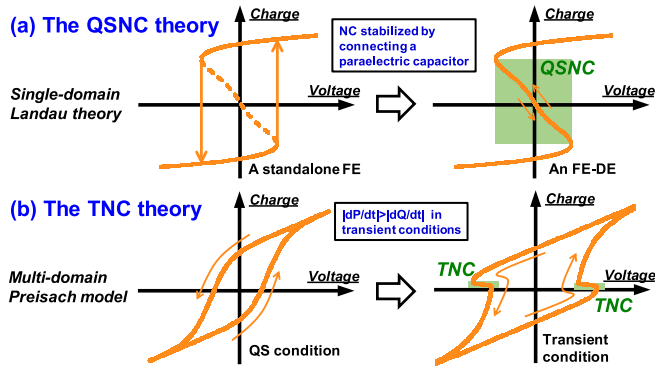 (a) The QSNC theory
Charge
NC stabilized by
connecting a
paraelectric capacitor
Charge
QSNC
Single-domain
Landau theory
Voltage
Voltage
A standalone FE
An FE-DE
(b) The TNC theory
Charge
|dP/dt|>|dQ/dt| in
transient conditions
Charge
Multi-domain
Preisach model
Voltage
TNC
Voltage
TNC
QS condition
Transient
condition